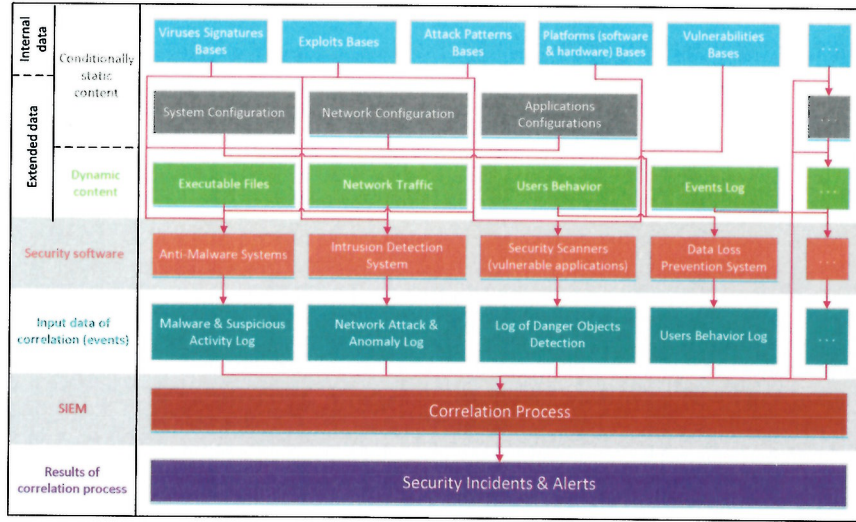 Internal data
Extended data
Conditionally
static
content
Dynamic
content
Viruses Signatures
Bases
Exploits Bases
Attack Patterns
Bases
Platforms (software
& hardware) Bases
Vulnerabilities
Bases
...
System Configuration
Network Configuration
Applications
Configurations
...
Executable Files
Network Traffic
Users Behavior
Events Log
...
Security software
Anti-Malware Systems
Intrusion Detection
System
Security Scanners
(vulnerable applications)
Data Loss
Prevention System
...
Input data of
correlation (events)
Malware & Suspicious
Activity Log
Network Attack &
Anomaly Log
Log of Danger Objects
Detection
Users Behavior Log
...
SIEM
Correlation Process
Results of
correlation process
Security Incidents & Alerts